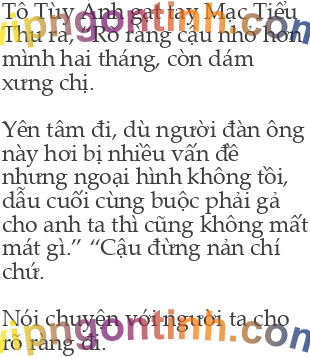 Tô Tùy Ánh gạt tay Mạc Tiểu
Thu ra, “Rõ ràng cậu nhỏ hơn
mình hai tháng, còn dám
xưng chị.
Yên tâm đi, dù người đàn ông
này hơi bị nhiều vấn đề
nhưng ngoại hình không tồi,
dẫu cuối cùng buộc phải gả
cho anh ta thì cũng không mất
mát gì.” “Cậu đừng nản chí
chứ.
Nói chuyện với người ta cho
rõ ràng đi.